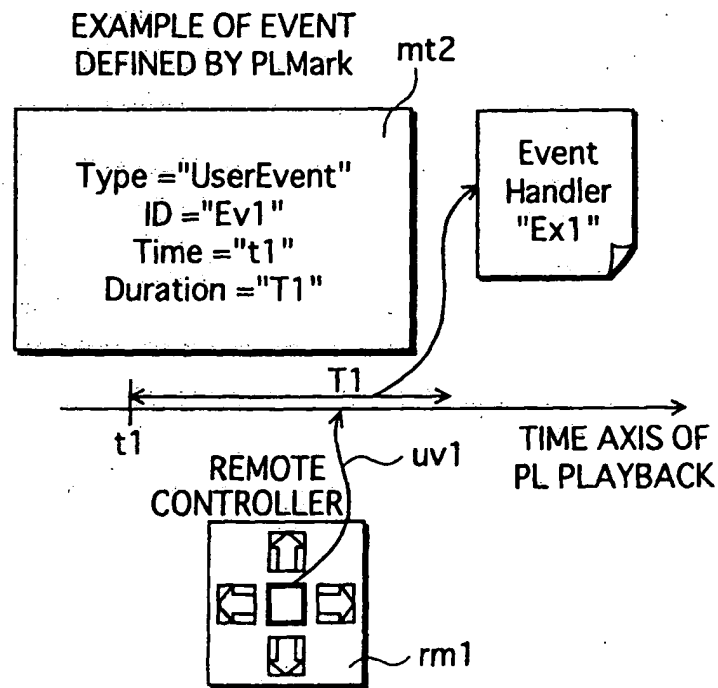 EXAMPLE OF EVENT
DEFINED BY PLMark
mt2
Type ="UserEvent"
ID ="Ev1"
Time ="t1"
Duration ="T1"
Event
Handler
"Ex1"
T1
t1
TIME AXIS OF
PL PLAYBACK
uv1
REMOTE
CONTROLLER
rm1